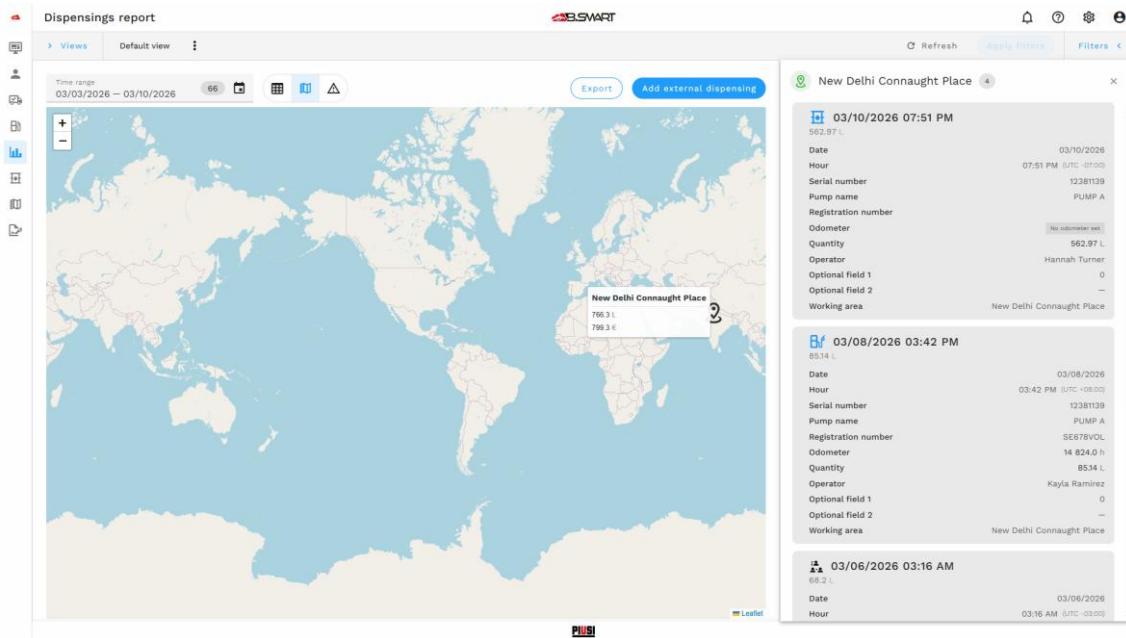 Dispensings report
B.SMART
Views
Default view
Refresh
Apply filters
Filters
Time range
03/03/2026 — 03/10/2026
66
Export
Add external dispensing
+
−
New Delhi Connaught Place
766.3 L
799.3 €
Leaflet
New Delhi Connaught Place 4
03/10/2026 07:51 PM
562.97 L
Date 03/10/2026
Hour 07:51 PM (UTC -07:00)
Serial number 12381139
Pump name PUMP A
Registration number
Odometer No odometer set
Quantity 562.97 L
Operator Hannah Turner
Optional field 1 0
Optional field 2 —
Working area New Delhi Connaught Place
03/08/2026 03:42 PM
85.14 L
Date 03/08/2026
Hour 03:42 PM (UTC +08:00)
Serial number 12381139
Pump name PUMP A
Registration number SE678VOL
Odometer 14 824.0 h
Quantity 85.14 L
Operator Kayla Ramirez
Optional field 1 0
Optional field 2 —
Working area New Delhi Connaught Place
03/06/2026 03:16 AM
68.2 L
Date 03/06/2026
Hour 03:16 AM (UTC -03:00)
PIUSI